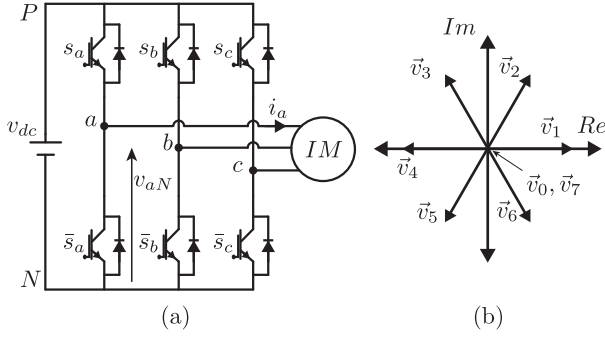 P
s_a
s_b
s_c
v_dc
a
b
c
i_a
IM
v_aN
s̄_a
s̄_b
s̄_c
N
(a)
Im
v⃗_3
v⃗_2
v⃗_1
Re
v⃗_4
v⃗_0, v⃗_7
v⃗_5
v⃗_6
(b)